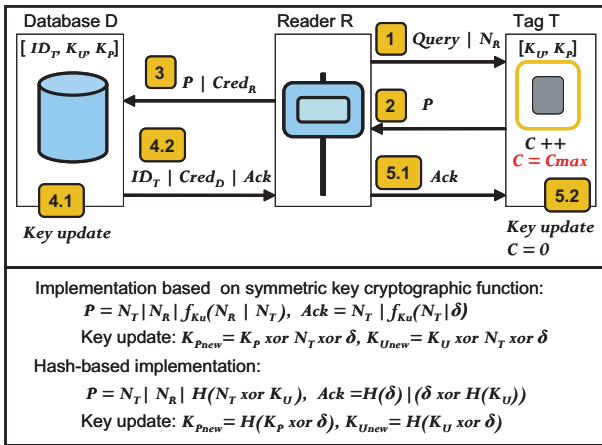 Database D
Reader R
Tag T
[ ID_T, K_U, K_P]
[K_U, K_P]
1
Query | N_R
3
P | Cred_R
2
P
C ++
C = Cmax
4.2
ID_T | Cred_D | Ack
5.1
Ack
4.1
Key update
5.2
Key update
C = 0
Implementation based on symmetric key cryptographic function:
P = N_T | N_R | f_Ku(N_R | N_T), Ack = N_T | f_Ku(N_T | δ)
Key update: K_Pnew = K_P xor N_T xor δ, K_Unew = K_U xor N_T xor δ
Hash-based implementation:
P = N_T | N_R | H(N_T xor K_U), Ack = H(δ) | (δ xor H(K_U))
Key update: K_Pnew = H(K_P xor δ), K_Unew = H(K_U xor δ)